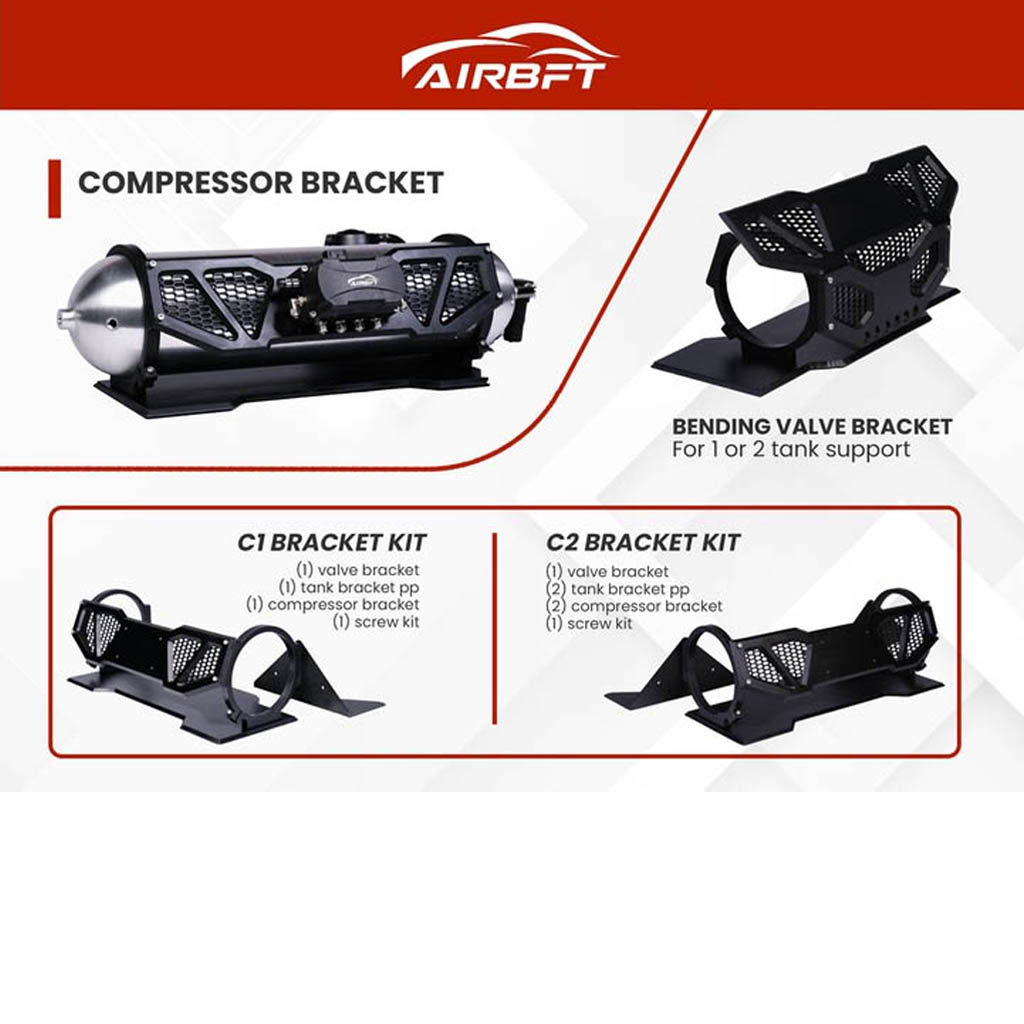 AIRBFT
COMPRESSOR BRACKET
AIRBFT
BENDING VALVE BRACKET
For 1 or 2 tank support
C1 BRACKET KIT
(1) valve bracket
(1) tank bracket pp
(1) compressor bracket
(1) screw kit
C2 BRACKET KIT
(1) valve bracket
(2) tank bracket pp
(2) compressor bracket
(1) screw kit